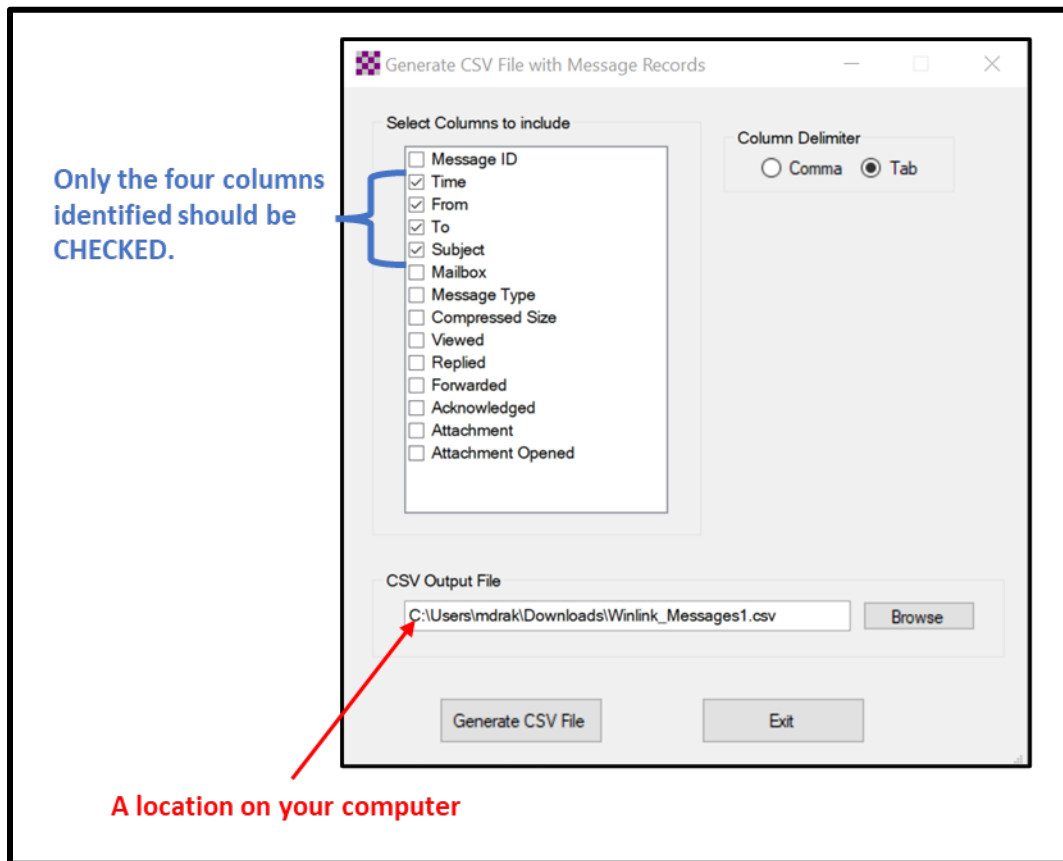 Generate CSV File with Message Records
Select Columns to include
Message ID
Time
From
To
Subject
Mailbox
Message Type
Compressed Size
Viewed
Replied
Forwarded
Acknowledged
Attachment
Attachment Opened
Column Delimiter
Comma
Tab
Only the four columns
identified should be
CHECKED.
CSV Output File
C:\Users\mdrak\Downloads\Winlink_Messages1.csv
Browse
Generate CSV File
Exit
A location on your computer